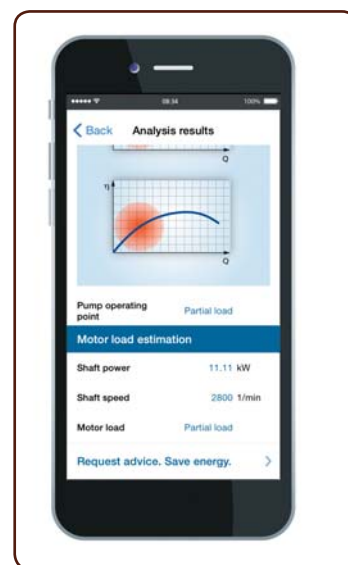 08:34 100%
Back Analysis results
Q
η
Q
Pump operating
point Partial load
Motor load estimation
Shaft power 11.11 kW
Shaft speed 2800 1/min
Motor load Partial load
Request advice. Save energy.